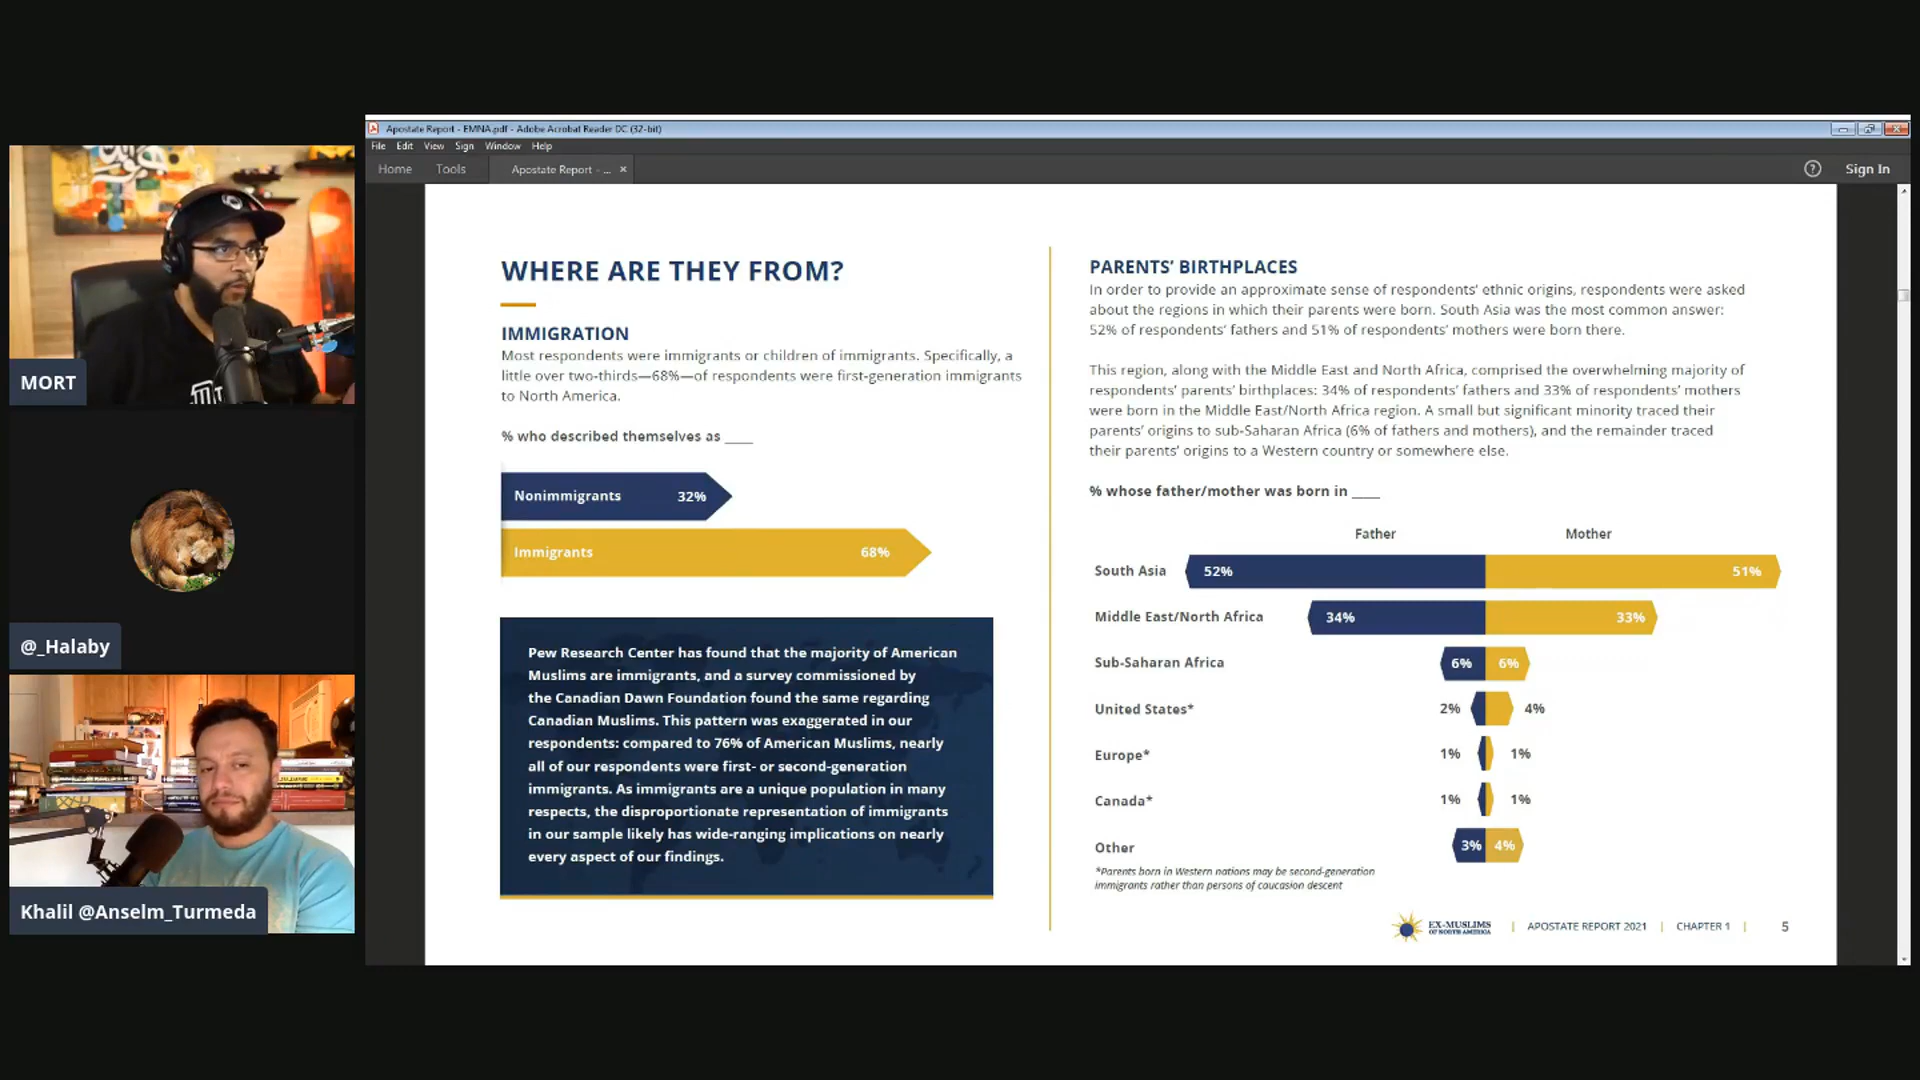 Apostate Report - EMNA.pdf - Adobe Acrobat Reader DC (32-bit)
File Edit View Sign Window Help
Home Tools Apostate Report - ... × ? Sign In
MORT
@_Halaby
Khalil @Anselm_Turmeda
WHERE ARE THEY FROM?
IMMIGRATION
Most respondents were immigrants or children of immigrants. Specifically, a
little over two-thirds—68%—of respondents were first-generation immigrants
to North America.
% who described themselves as ____
Nonimmigrants 32%
Immigrants 68%
Pew Research Center has found that the majority of American
Muslims are immigrants, and a survey commissioned by
the Canadian Dawn Foundation found the same regarding
Canadian Muslims. This pattern was exaggerated in our
respondents: compared to 76% of American Muslims, nearly
all of our respondents were first- or second-generation
immigrants. As immigrants are a unique population in many
respects, the disproportionate representation of immigrants
in our sample likely has wide-ranging implications on nearly
every aspect of our findings.
PARENTS’ BIRTHPLACES
In order to provide an approximate sense of respondents’ ethnic origins, respondents were asked
about the regions in which their parents were born. South Asia was the most common answer:
52% of respondents’ fathers and 51% of respondents’ mothers were born there.
This region, along with the Middle East and North Africa, comprised the overwhelming majority of
respondents’ parents’ birthplaces: 34% of respondents’ fathers and 33% of respondents’ mothers
were born in the Middle East/North Africa region. A small but significant minority traced their
parents’ origins to sub-Saharan Africa (6% of fathers and mothers), and the remainder traced
their parents’ origins to a Western country or somewhere else.
% whose father/mother was born in ____
Father Mother
South Asia 52% 51%
Middle East/North Africa 34% 33%
Sub-Saharan Africa 6% 6%
United States* 2% 4%
Europe* 1% 1%
Canada* 1% 1%
Other 3% 4%
*Parents born in Western nations may be second-generation
immigrants rather than persons of caucasion descent
EX-MUSLIMS
OF NORTH AMERICA
| APOSTATE REPORT 2021 | CHAPTER 1 | 5